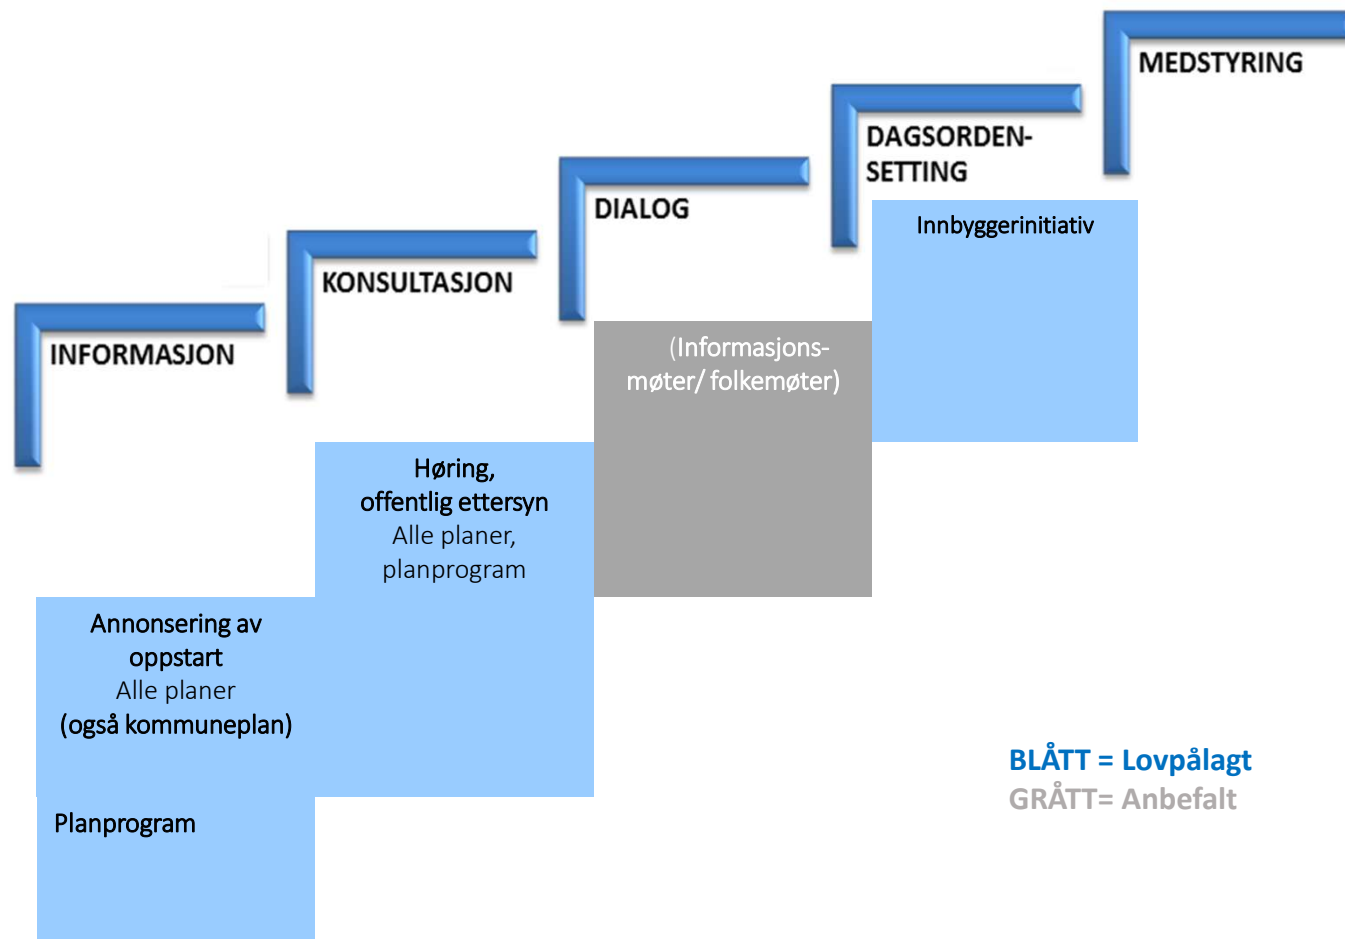 MEDSTYRING
DAGSORDEN-
SETTING
Innbyggerinitiativ
DIALOG
(Informasjons-
møter/ folkemøter)
KONSULTASJON
Høring,
offentlig ettersyn
Alle planer,
planprogram
INFORMASJON
Annonsering av
oppstart
Alle planer
(også kommuneplan)
Planprogram
BLÅTT = Lovpålagt
GRÅTT= Anbefalt